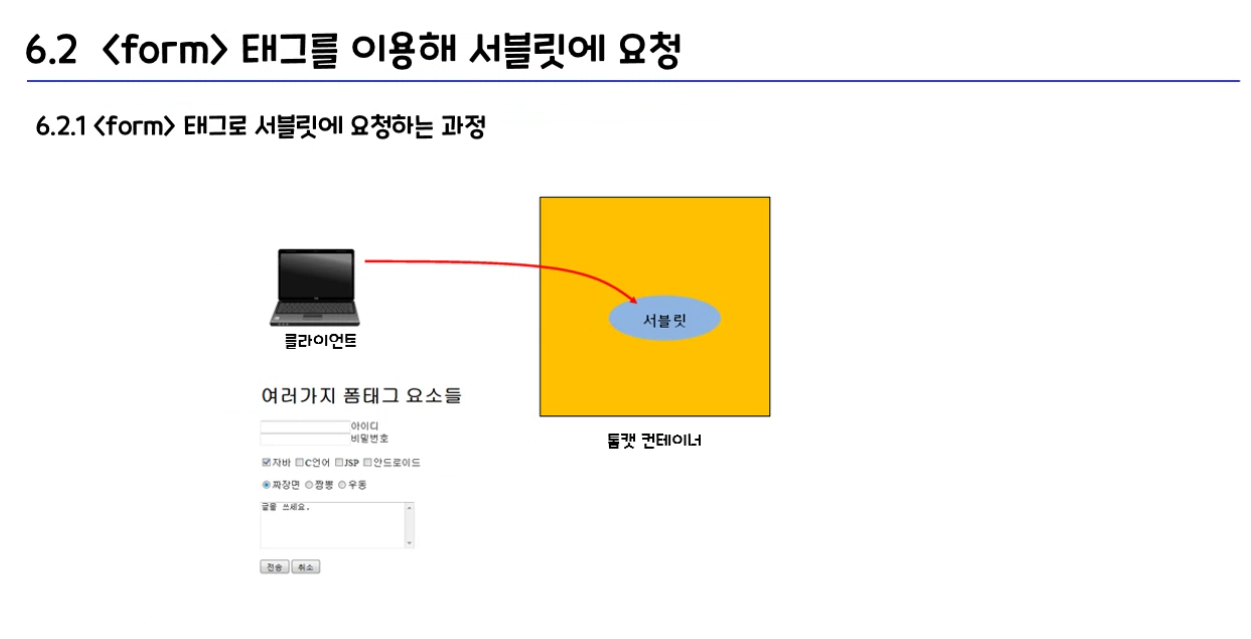 6.2 <form> 태그를 이용해 서블릿에 요청
6.2.1 <form> 태그로 서블릿에 요청하는 과정
서블릿
클라이언트
톰캣 컨테이너
여러가지 폼태그 요소들
아이디
비밀번호
자바 C언어 JSP 안드로이드
짜장면 짬뽕 우동
글을 쓰세요.
전송 취소